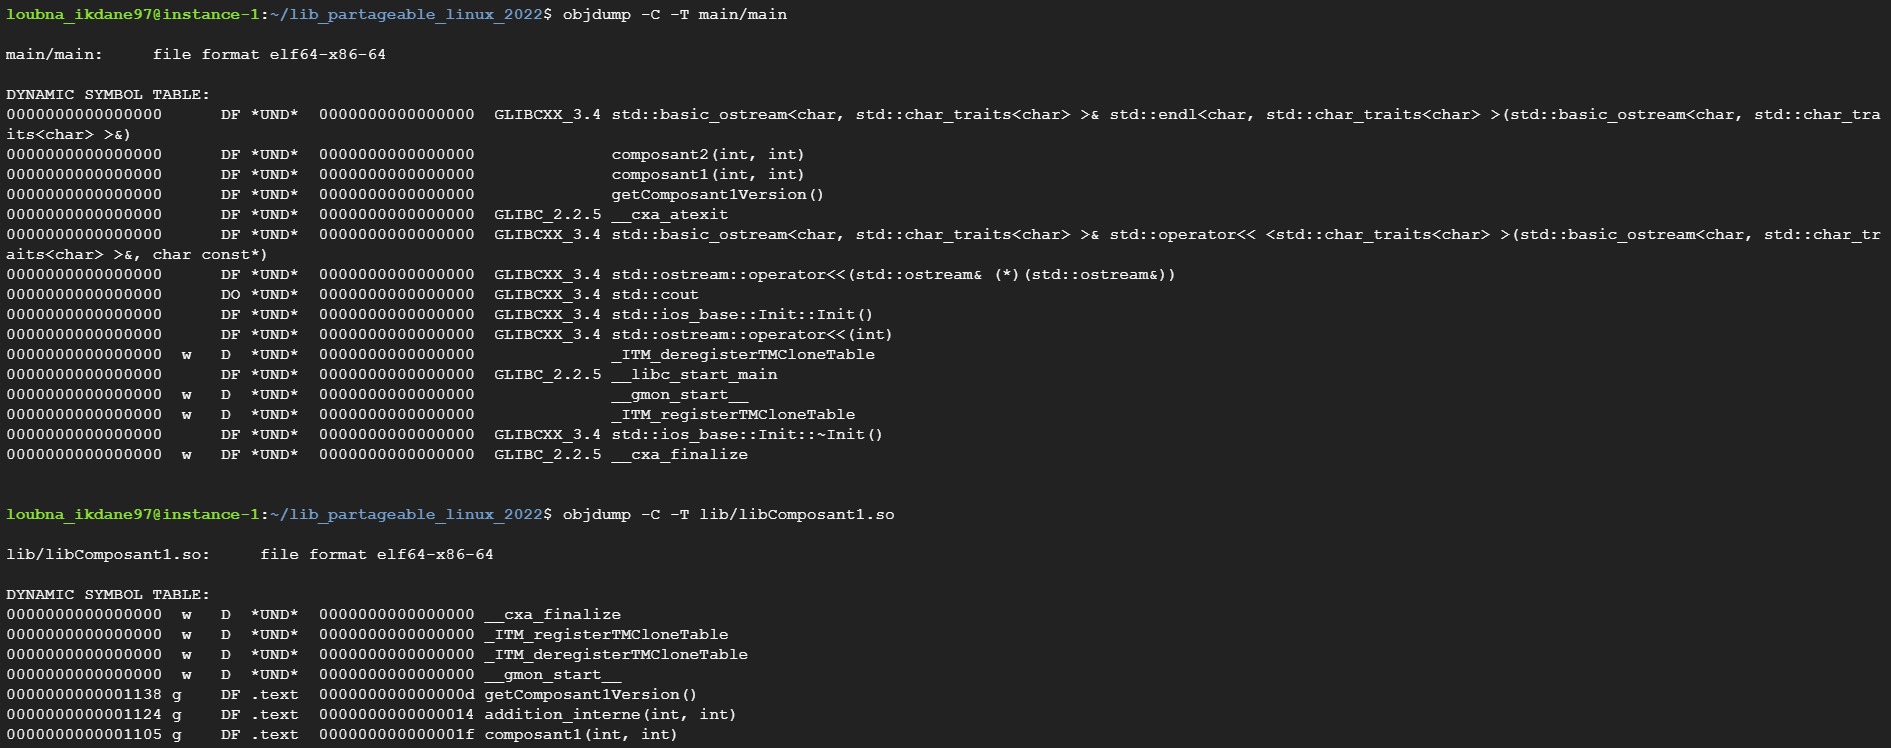 loubna_ikdane97@instance-1:~/lib_partageable_linux_2022$ objdump -C -T main/main
main/main:     file format elf64-x86-64
DYNAMIC SYMBOL TABLE:
0000000000000000      DF *UND*  0000000000000000  GLIBCXX_3.4 std::basic_ostream<char, std::char_traits<char> >& std::endl<char, std::char_traits<char> >(std::basic_ostream<char, std::char_tra
its<char> >&)
0000000000000000      DF *UND*  0000000000000000              composant2(int, int)
0000000000000000      DF *UND*  0000000000000000              composant1(int, int)
0000000000000000      DF *UND*  0000000000000000              getComposant1Version()
0000000000000000      DF *UND*  0000000000000000  GLIBC_2.2.5 __cxa_atexit
0000000000000000      DF *UND*  0000000000000000  GLIBCXX_3.4 std::basic_ostream<char, std::char_traits<char> >& std::operator<< <std::char_traits<char> >(std::basic_ostream<char, std::char_tr
aits<char> >&, char const*)
0000000000000000      DF *UND*  0000000000000000  GLIBCXX_3.4 std::ostream::operator<<(std::ostream& (*)(std::ostream&))
0000000000000000      DO *UND*  0000000000000000  GLIBCXX_3.4 std::cout
0000000000000000      DF *UND*  0000000000000000  GLIBCXX_3.4 std::ios_base::Init::Init()
0000000000000000      DF *UND*  0000000000000000  GLIBCXX_3.4 std::ostream::operator<<(int)
0000000000000000  w   D  *UND*  0000000000000000              _ITM_deregisterTMCloneTable
0000000000000000      DF *UND*  0000000000000000  GLIBC_2.2.5 __libc_start_main
0000000000000000  w   D  *UND*  0000000000000000              __gmon_start__
0000000000000000  w   D  *UND*  0000000000000000              _ITM_registerTMCloneTable
0000000000000000      DF *UND*  0000000000000000  GLIBCXX_3.4 std::ios_base::Init::~Init()
0000000000000000  w   DF *UND*  0000000000000000  GLIBC_2.2.5 __cxa_finalize
loubna_ikdane97@instance-1:~/lib_partageable_linux_2022$ objdump -C -T lib/libComposant1.so
lib/libComposant1.so:     file format elf64-x86-64
DYNAMIC SYMBOL TABLE:
0000000000000000  w   D  *UND*  0000000000000000 __cxa_finalize
0000000000000000  w   D  *UND*  0000000000000000 _ITM_registerTMCloneTable
0000000000000000  w   D  *UND*  0000000000000000 _ITM_deregisterTMCloneTable
0000000000000000  w   D  *UND*  0000000000000000 __gmon_start__
0000000000001138 g    DF .text  000000000000000d getComposant1Version()
0000000000001124 g    DF .text  0000000000000014 addition_interne(int, int)
0000000000001105 g    DF .text  000000000000001f composant1(int, int)